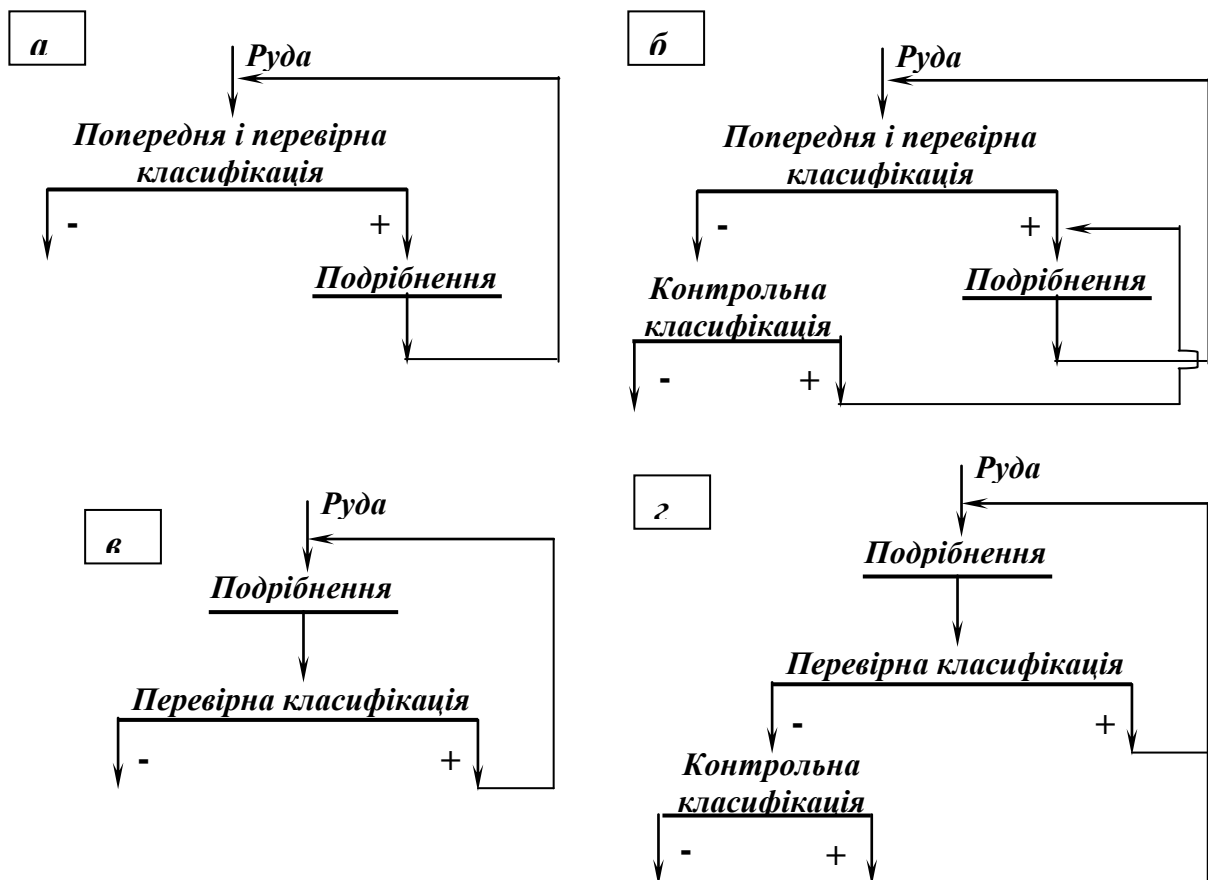 а
Руда
Попередня і перевірна
класифікація
- +
Подрібнення
б
Руда
Попередня і перевірна
класифікація
- +
Контрольна
класифікація
Подрібнення
- +
в
Руда
Подрібнення
Перевірна класифікація
- +
г
Руда
Подрібнення
Перевірна класифікація
- +
Контрольна
класифікація
- +